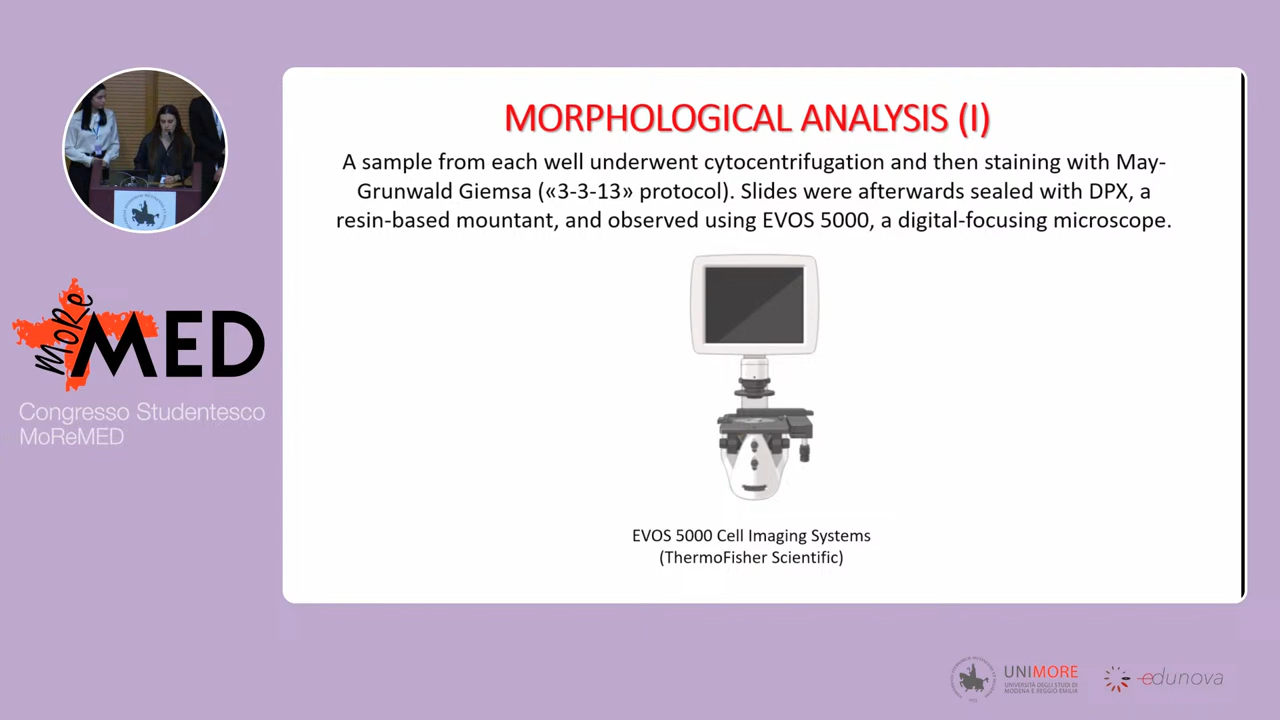 MORPHOLOGICAL ANALYSIS (I)
A sample from each well underwent cytocentrifugation and then staining with May-
Grunwald Giemsa («3-3-13» protocol). Slides were afterwards sealed with DPX, a
resin-based mountant, and observed using EVOS 5000, a digital-focusing microscope.
EVOS 5000 Cell Imaging Systems
(ThermoFisher Scientific)
MoRe
MED
Congresso Studentesco
MoReMED
UNIMORE
UNIVERSITÀ DEGLI STUDI DI
MODENA E REGGIO EMILIA
edunova